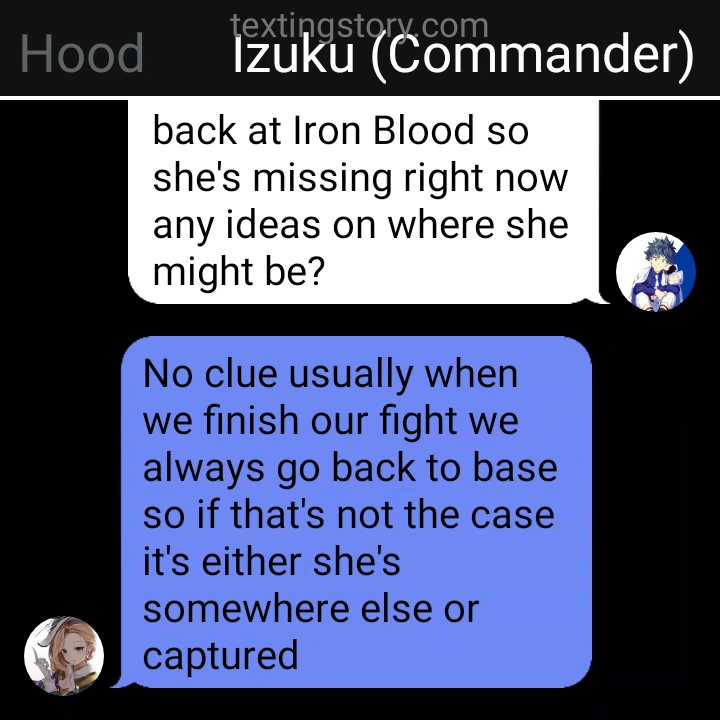 textingstory.com
Hood Izuku (Commander)
back at Iron Blood so
she's missing right now
any ideas on where she
might be?
No clue usually when
we finish our fight we
always go back to base
so if that's not the case
it's either she's
somewhere else or
captured